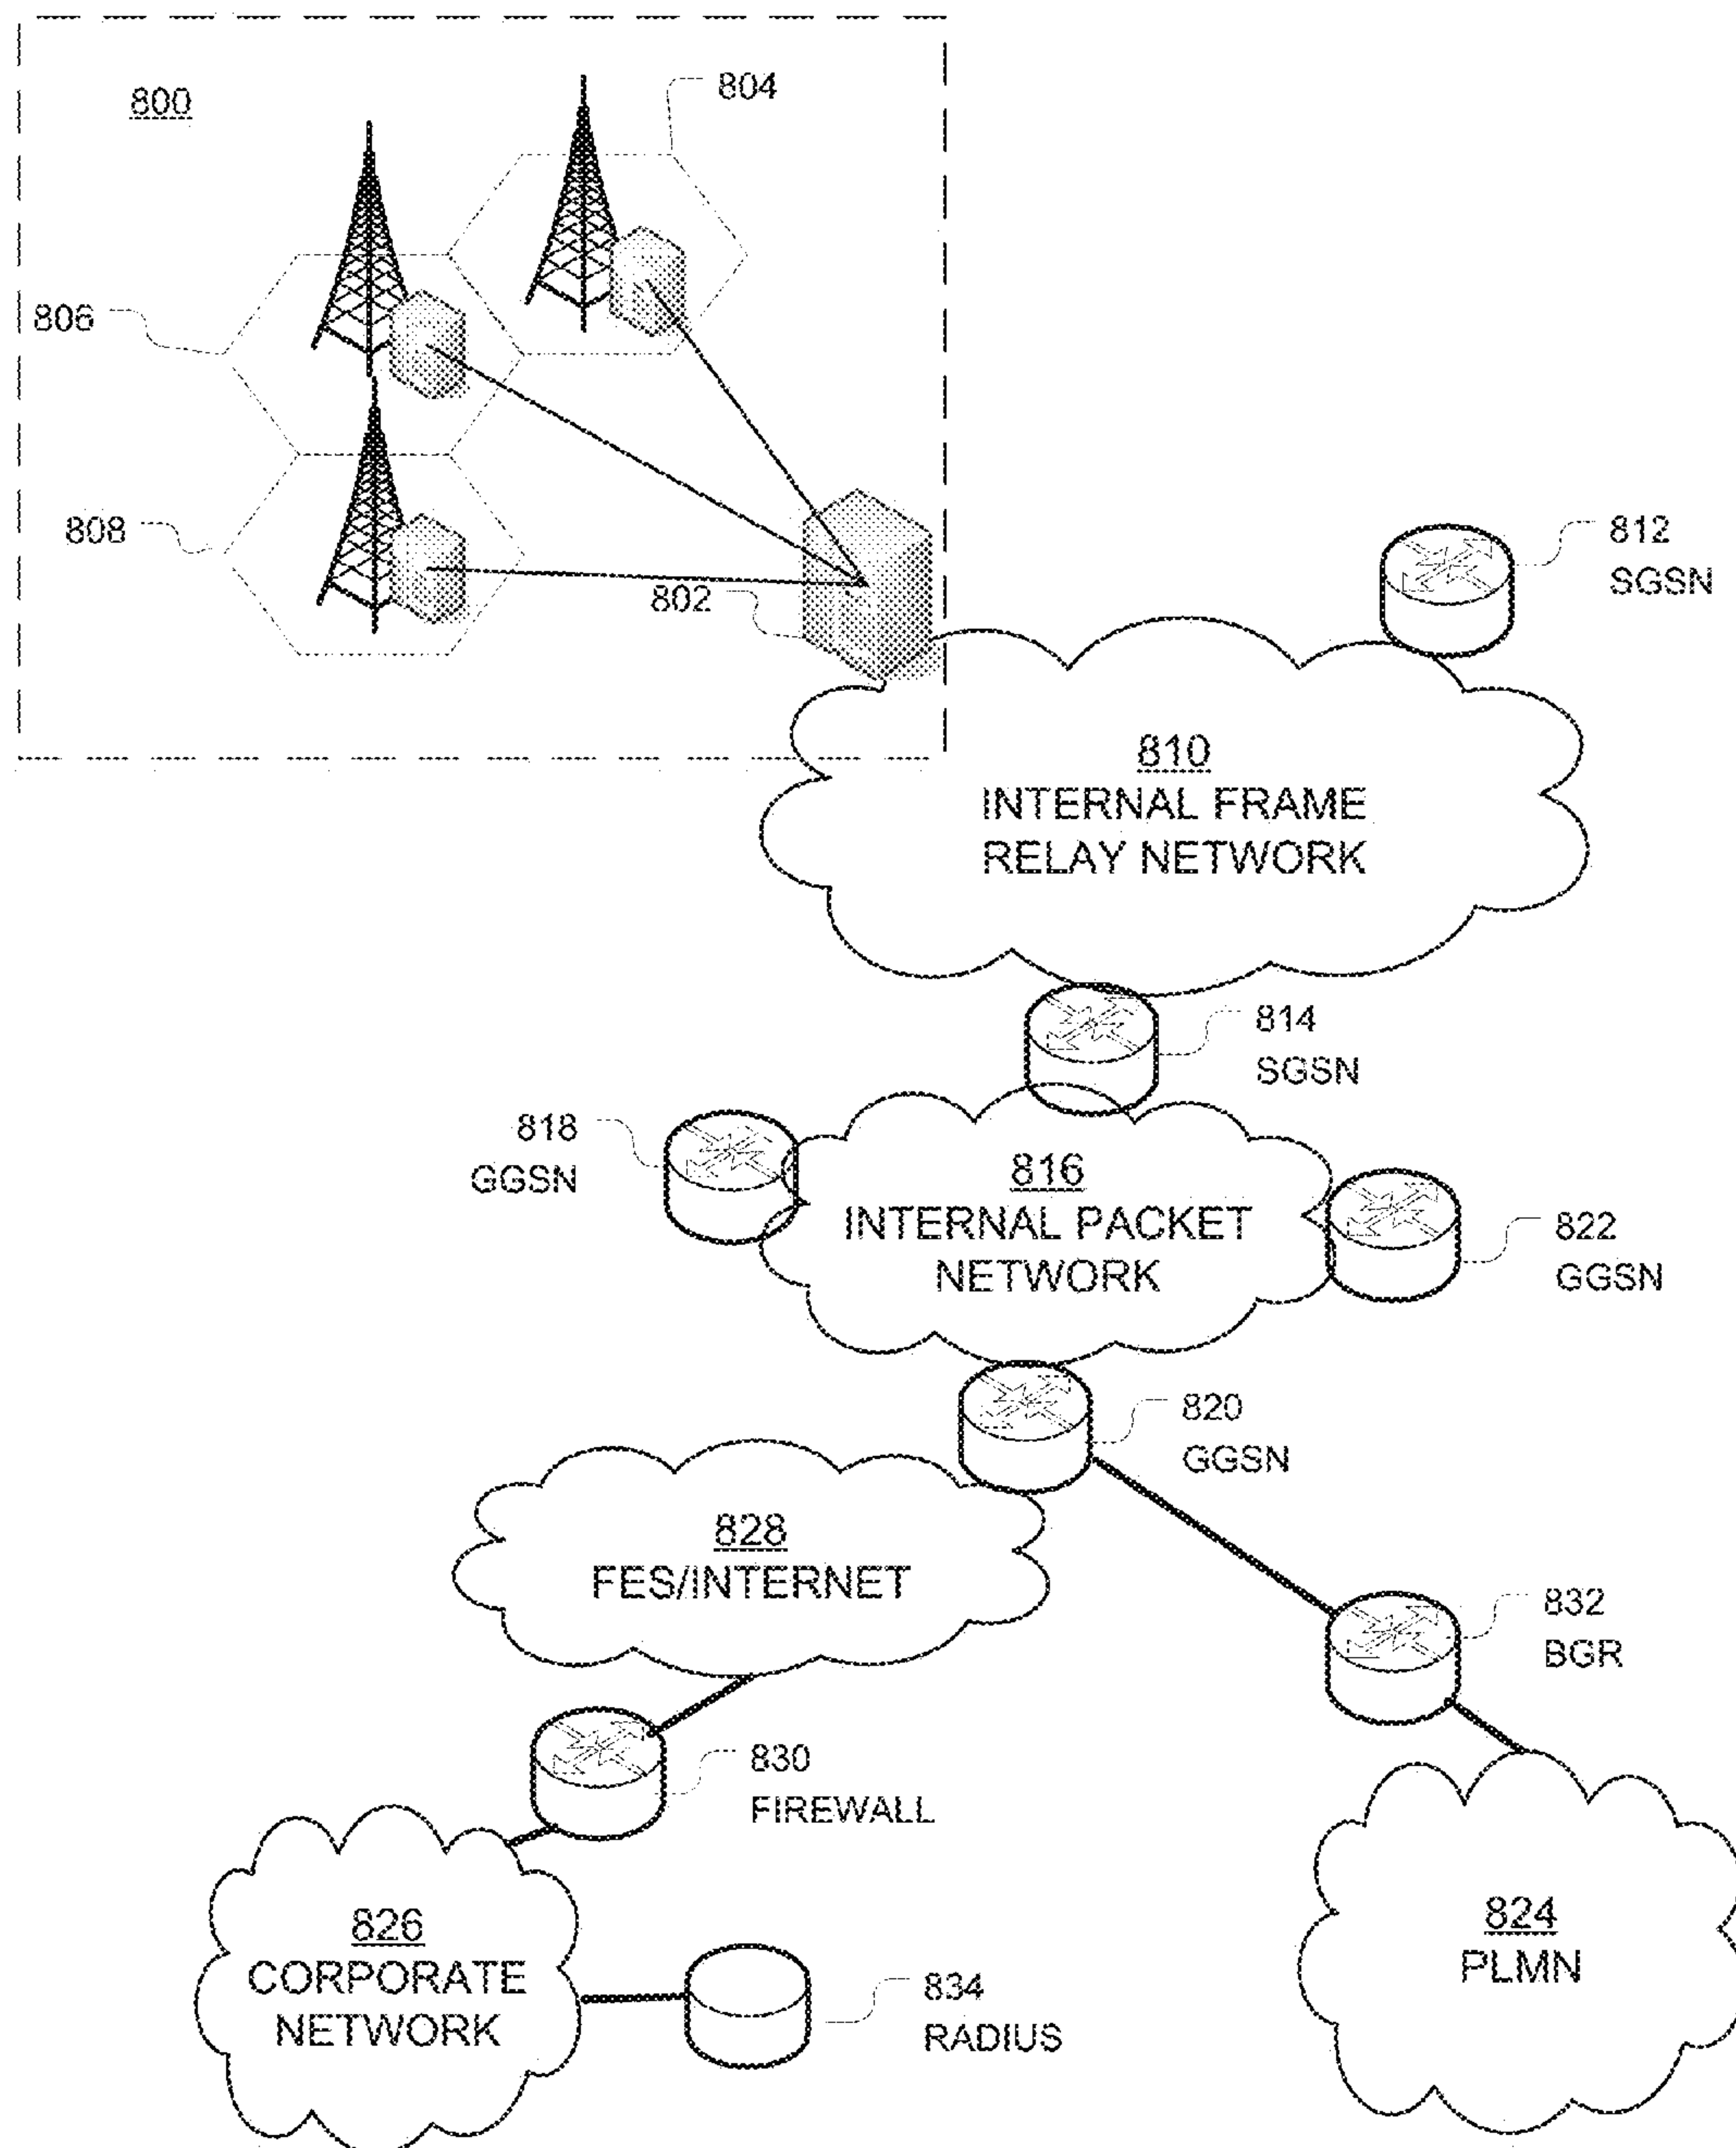 800
804
806
808
802
812
SGSN
810
INTERNAL FRAME
RELAY NETWORK
814
SGSN
818
GGSN
816
INTERNAL PACKET
NETWORK
822
GGSN
820
GGSN
828
FES/INTERNET
832
BGR
830
FIREWALL
826
CORPORATE
NETWORK
834
RADIUS
824
PLMN